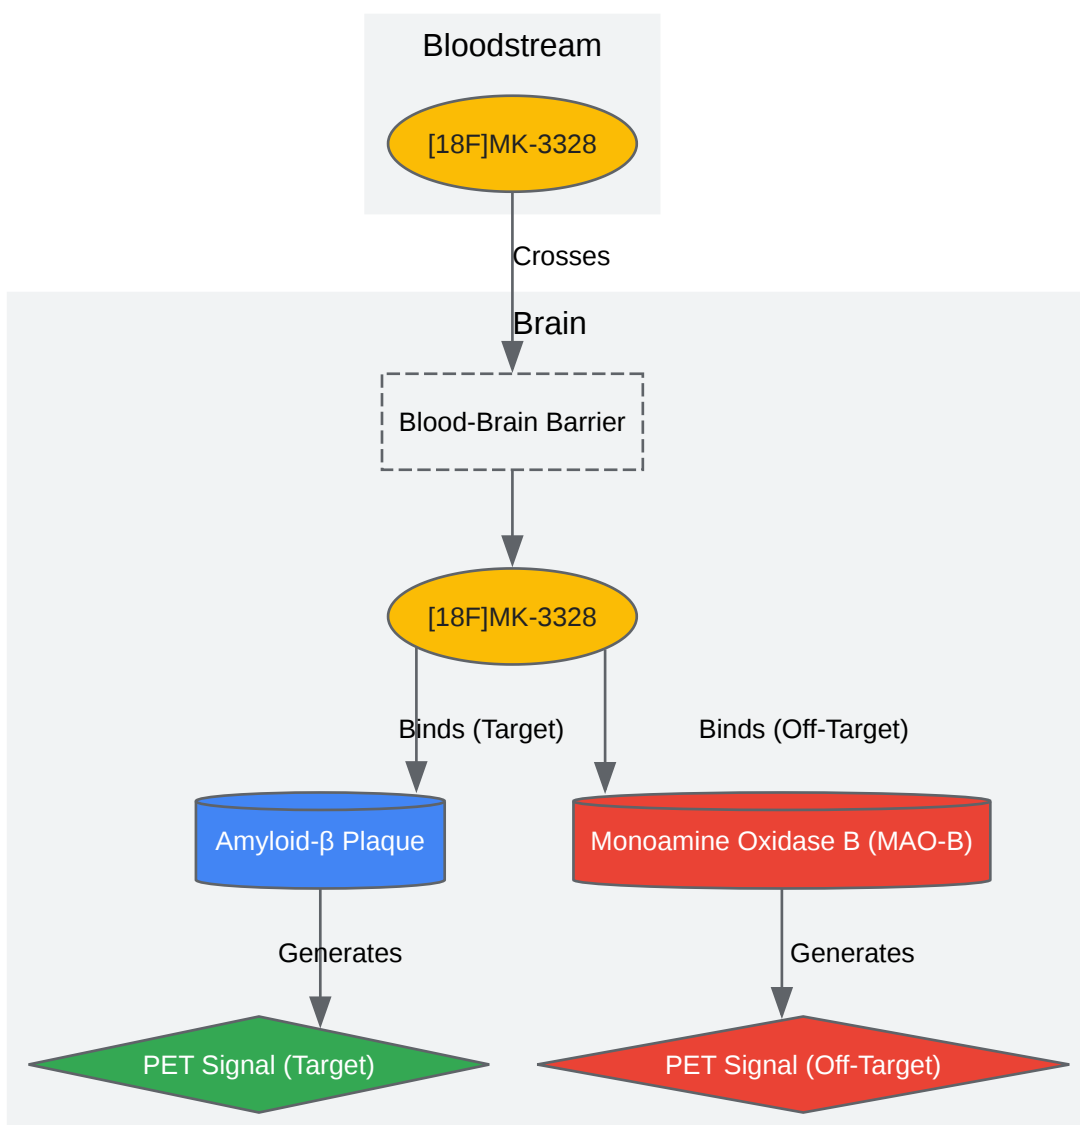 Bloodstream
[18F]MK-3328
Crosses
Brain
Blood-Brain Barrier
[18F]MK-3328
Binds (Target)
Binds (Off-Target)
Amyloid-β Plaque
Monoamine Oxidase B (MAO-B)
Generates
Generates
PET Signal (Target)
PET Signal (Off-Target)